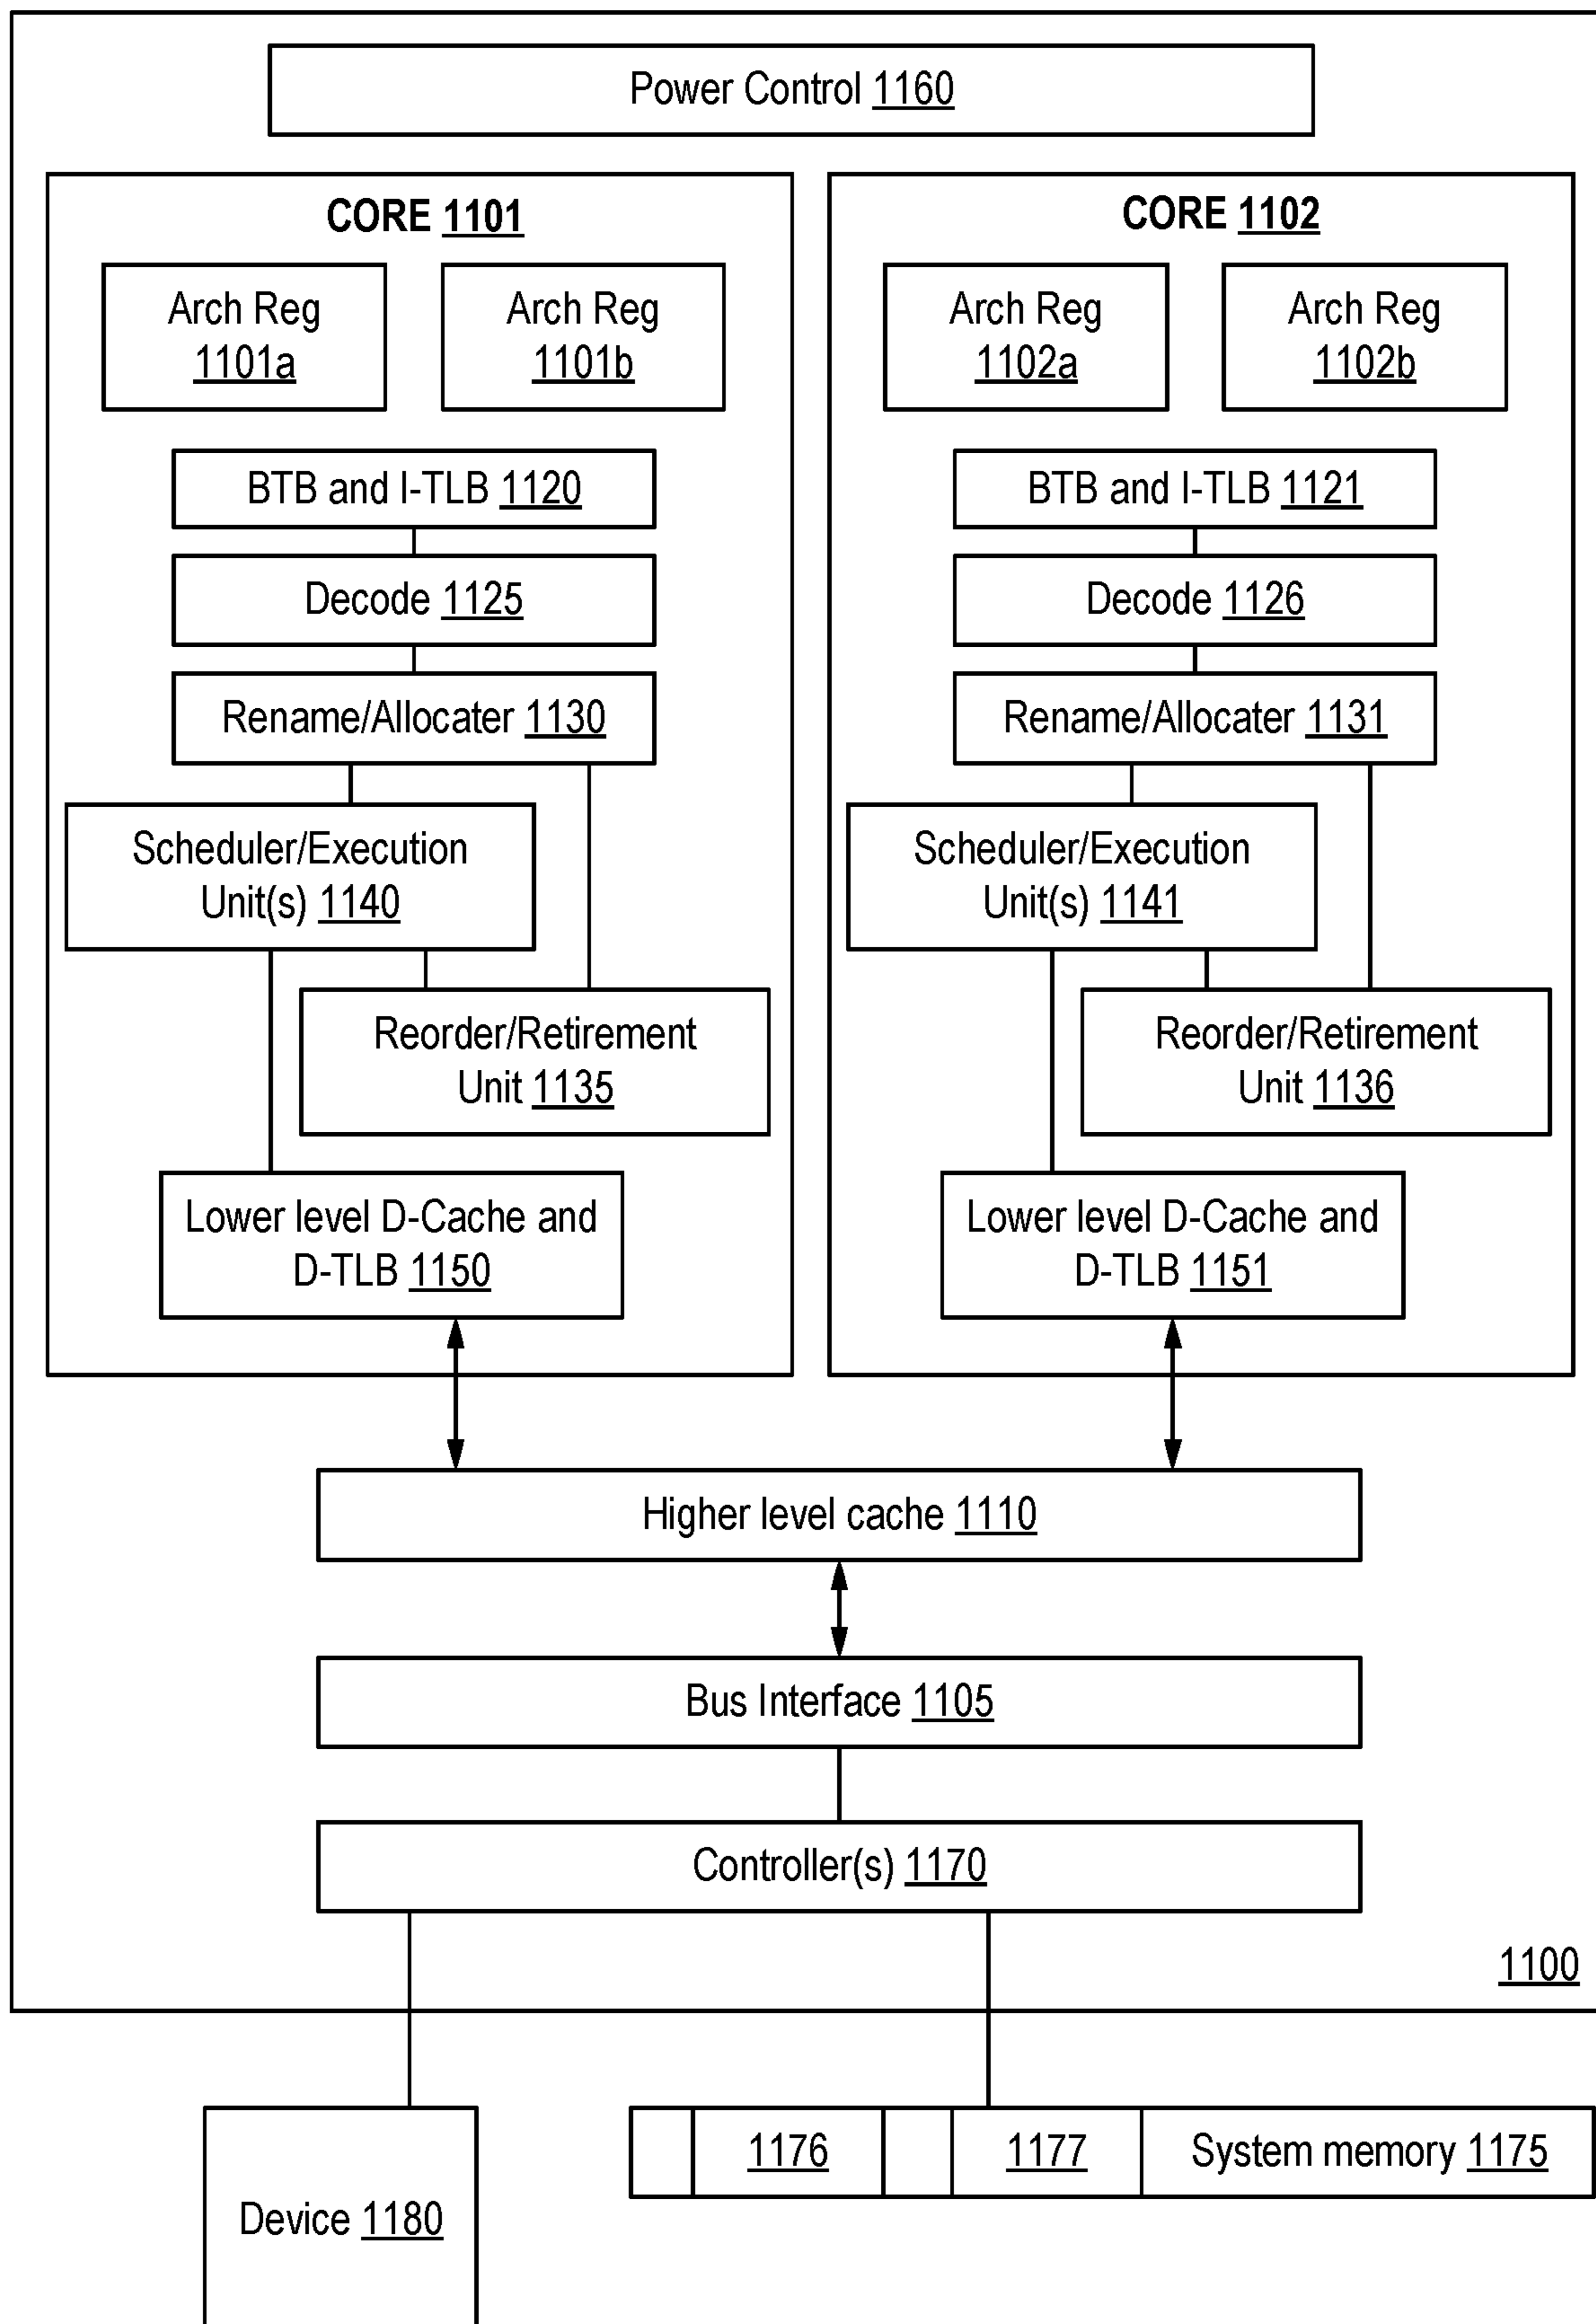 Power Control 1160
CORE 1101
Arch Reg
1101a
Arch Reg
1101b
BTB and I-TLB 1120
Decode 1125
Rename/Allocater 1130
Scheduler/Execution
Unit(s) 1140
Reorder/Retirement
Unit 1135
Lower level D-Cache and
D-TLB 1150
CORE 1102
Arch Reg
1102a
Arch Reg
1102b
BTB and I-TLB 1121
Decode 1126
Rename/Allocater 1131
Scheduler/Execution
Unit(s) 1141
Reorder/Retirement
Unit 1136
Lower level D-Cache and
D-TLB 1151
Higher level cache 1110
Bus Interface 1105
Controller(s) 1170
1100
Device 1180
1176
1177
System memory 1175